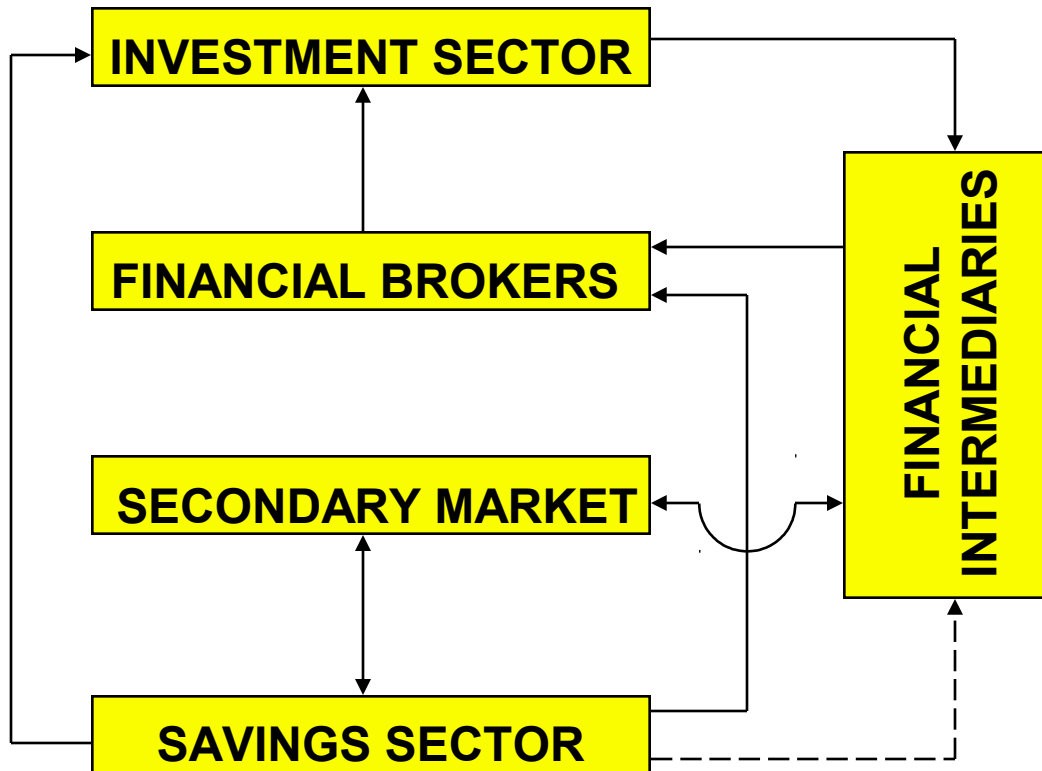 INVESTMENT SECTOR
FINANCIAL BROKERS
SECONDARY MARKET
SAVINGS SECTOR
FINANCIAL
INTERMEDIARIES